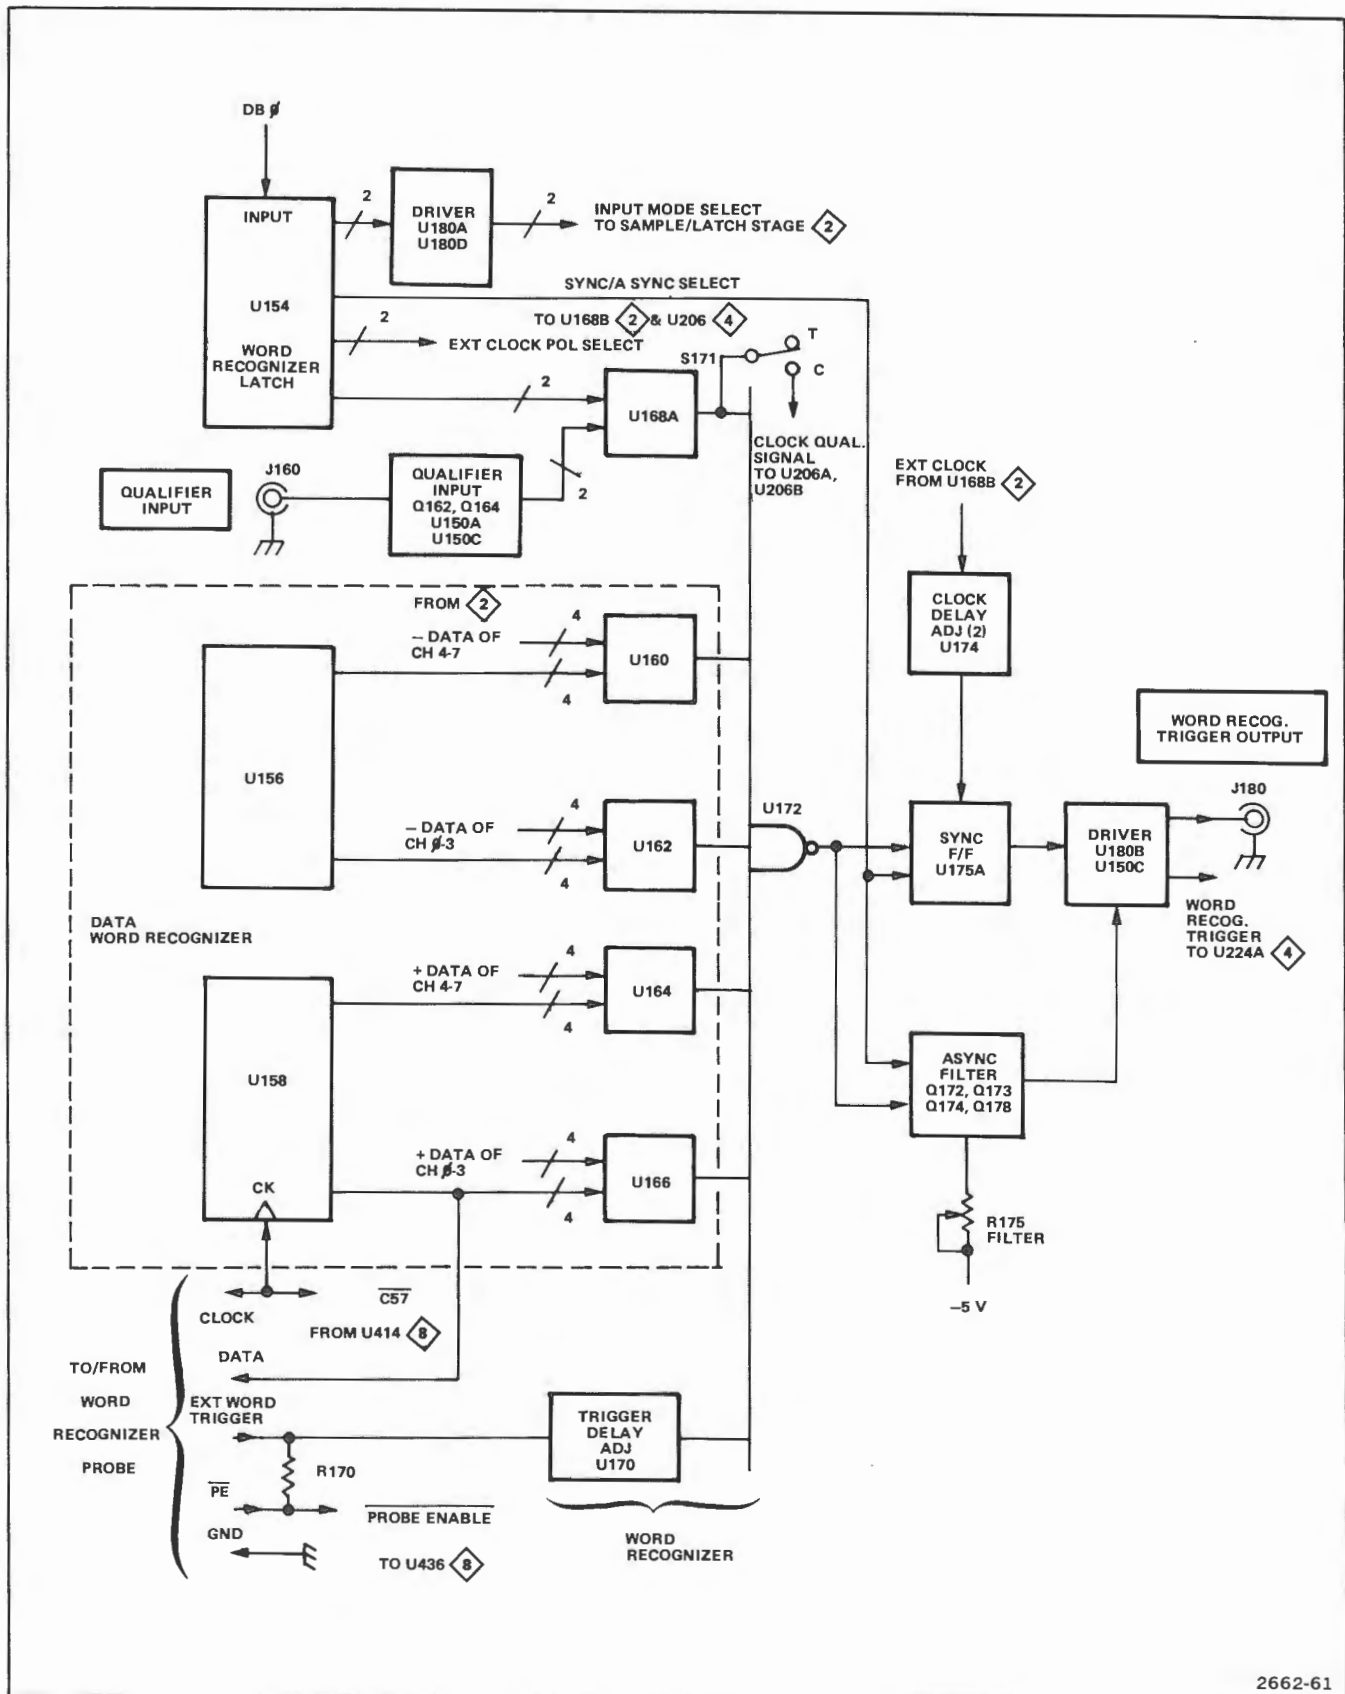 DB Ø
INPUT
U154
WORD
RECOGNIZER
LATCH
2
DRIVER
U180A
U180D
2
INPUT MODE SELECT
TO SAMPLE/LATCH STAGE 2
SYNC/A SYNC SELECT
TO U168B 2 & U206 4
2
EXT CLOCK POL SELECT
2
U168A
S171
T
C
CLOCK QUAL.
SIGNAL
TO U206A,
U206B
QUALIFIER
INPUT
J160
QUALIFIER
INPUT
Q162, Q164
U150A
U150C
2
EXT CLOCK
FROM U168B 2
CLOCK
DELAY
ADJ (2)
U174
FROM 2
– DATA OF
CH 4-7
4
4
U160
U156
– DATA OF
CH Ø-3
4
4
U162
DATA
WORD RECOGNIZER
+ DATA OF
CH 4-7
4
4
U164
U158
CK
+ DATA OF
CH Ø-3
4
4
U166
U172
SYNC
F/F
U175A
DRIVER
U180B
U150C
WORD RECOG.
TRIGGER OUTPUT
J180
WORD
RECOG.
TRIGGER
TO U224A 4
ASYNC
FILTER
Q172, Q173
Q174, Q178
R175
FILTER
–5 V
CLOCK
C57
FROM U414 8
DATA
TO/FROM
WORD
RECOGNIZER
PROBE
EXT WORD
TRIGGER
R170
PE
PROBE ENABLE
GND
TO U436 8
TRIGGER
DELAY
ADJ
U170
WORD
RECOGNIZER
2662-61